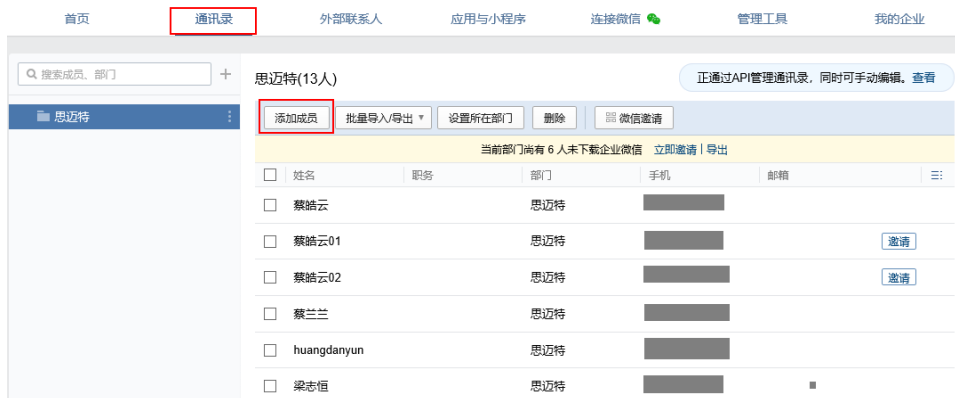 首页 通讯录 外部联系人 应用与小程序 连接微信 管理工具 我的企业
搜索成员、部门 +
思迈特(13人)
正通过API管理通讯录，同时可手动编辑。查看
思迈特
添加成员 批量导入/导出 设置所在部门 删除 微信邀请
当前部门尚有 6 人未下载企业微信 立即邀请 | 导出
姓名 职务 部门 手机 邮箱
蔡皓云 思迈特
蔡皓云01 思迈特 邀请
蔡皓云02 思迈特 邀请
蔡兰兰 思迈特
huangdanyun 思迈特
梁志恒 思迈特